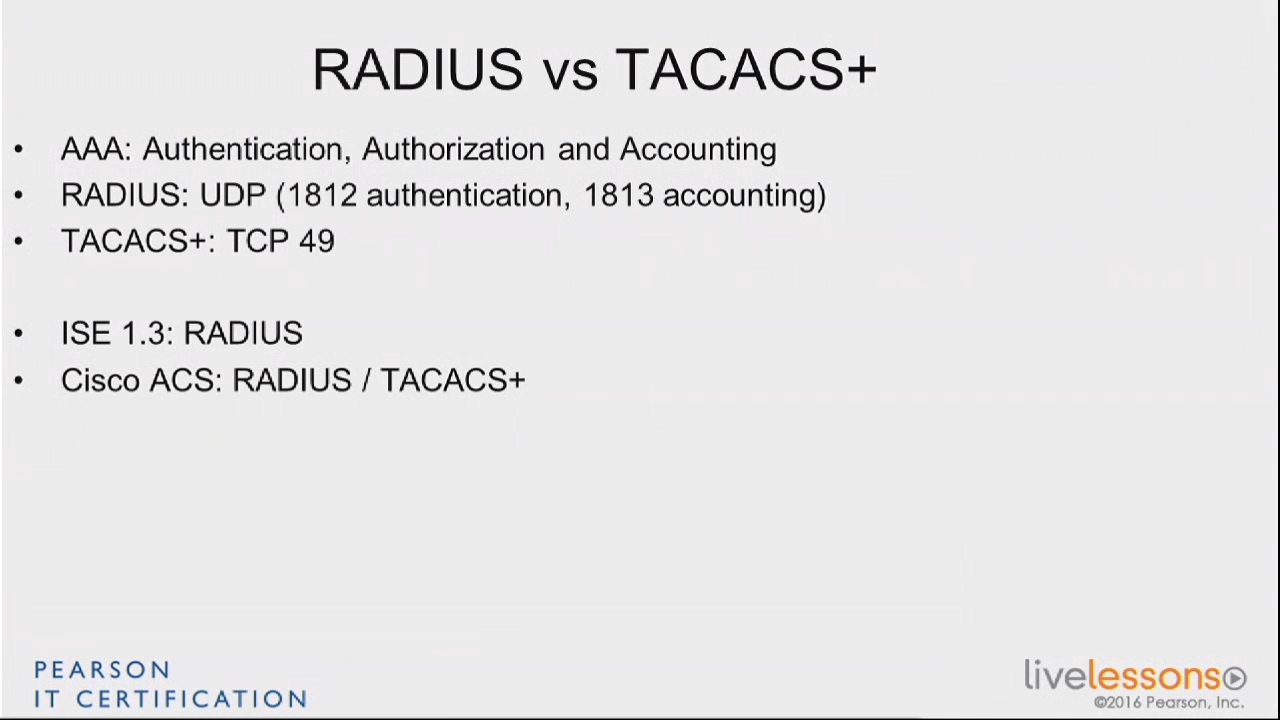 RADIUS vs TACACS+
• AAA: Authentication, Authorization and Accounting
• RADIUS: UDP (1812 authentication, 1813 accounting)
• TACACS+: TCP 49
• ISE 1.3: RADIUS
• Cisco ACS: RADIUS / TACACS+
PEARSON
IT CERTIFICATION
livelessons
©2016 Pearson, Inc.